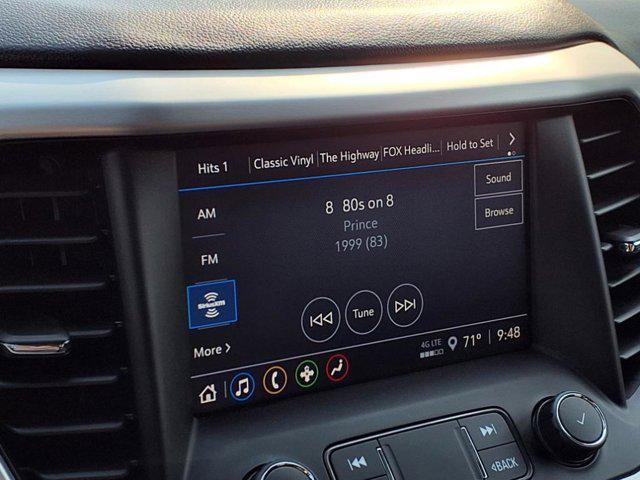 Hits 1 Classic Vinyl The Highway FOX Headli... Hold to Set
AM
8 80s on 8
Sound
Prince
Browse
FM
1999 (83)
SiriusXM
Tune
More
4G LTE 71° 9:48
BACK